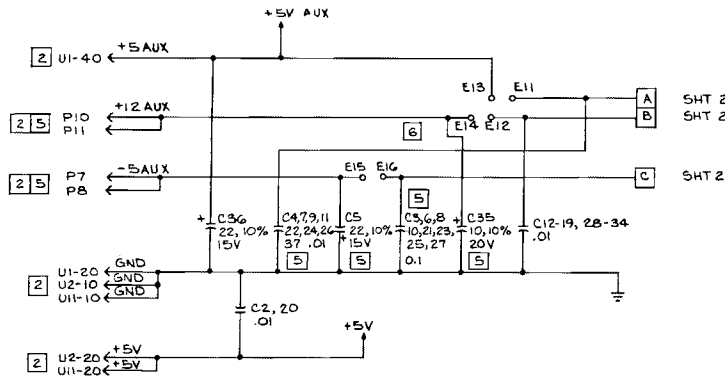 +5V AUX
2 U1-40 +5 AUX
E13 E11
A SHT 2
2 5 P10 +12 AUX
P11
B SHT 2
6 E14 E12
2 5 P7 -5AUX
P8
E15 E16
C SHT 2
5
+ C36
22, 10%
15V
C4,7,9,11
22,24,26
37 .01
5
C5
22, 10%
+ 15V
5
C3,6,8
10,21,23,
25,27
0.1
+ C35
10, 10%
20V
5
C12-19, 28-34
.01
2 U1-20 GND
U2-10 GND
U11-10 GND
C2, 20
.01
+5V
2 U2-20 +5V
U11-20 +5V